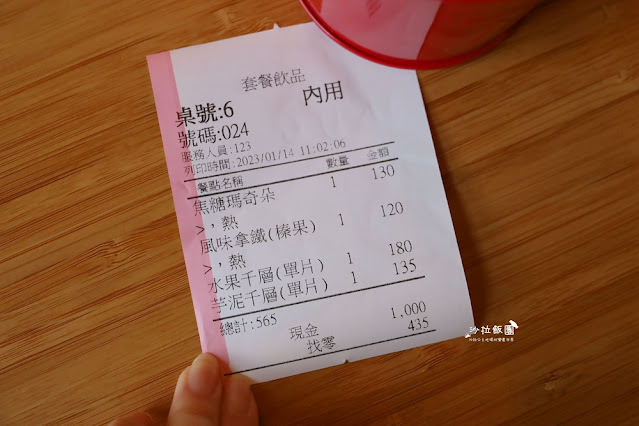 套餐飲品
桌號:6 內用
號碼:024
服務人員:123
列印時間:2023/01/14 11:02:06
餐點名稱 數量 金額
焦糖瑪奇朵 1 130
>,熱
風味拿鐵(榛果) 1 120
>,熱
水果千層(單片) 1 180
芋泥千層(單片) 1 135
總計:565
現金 1,000
找零 435
沙拉飯團